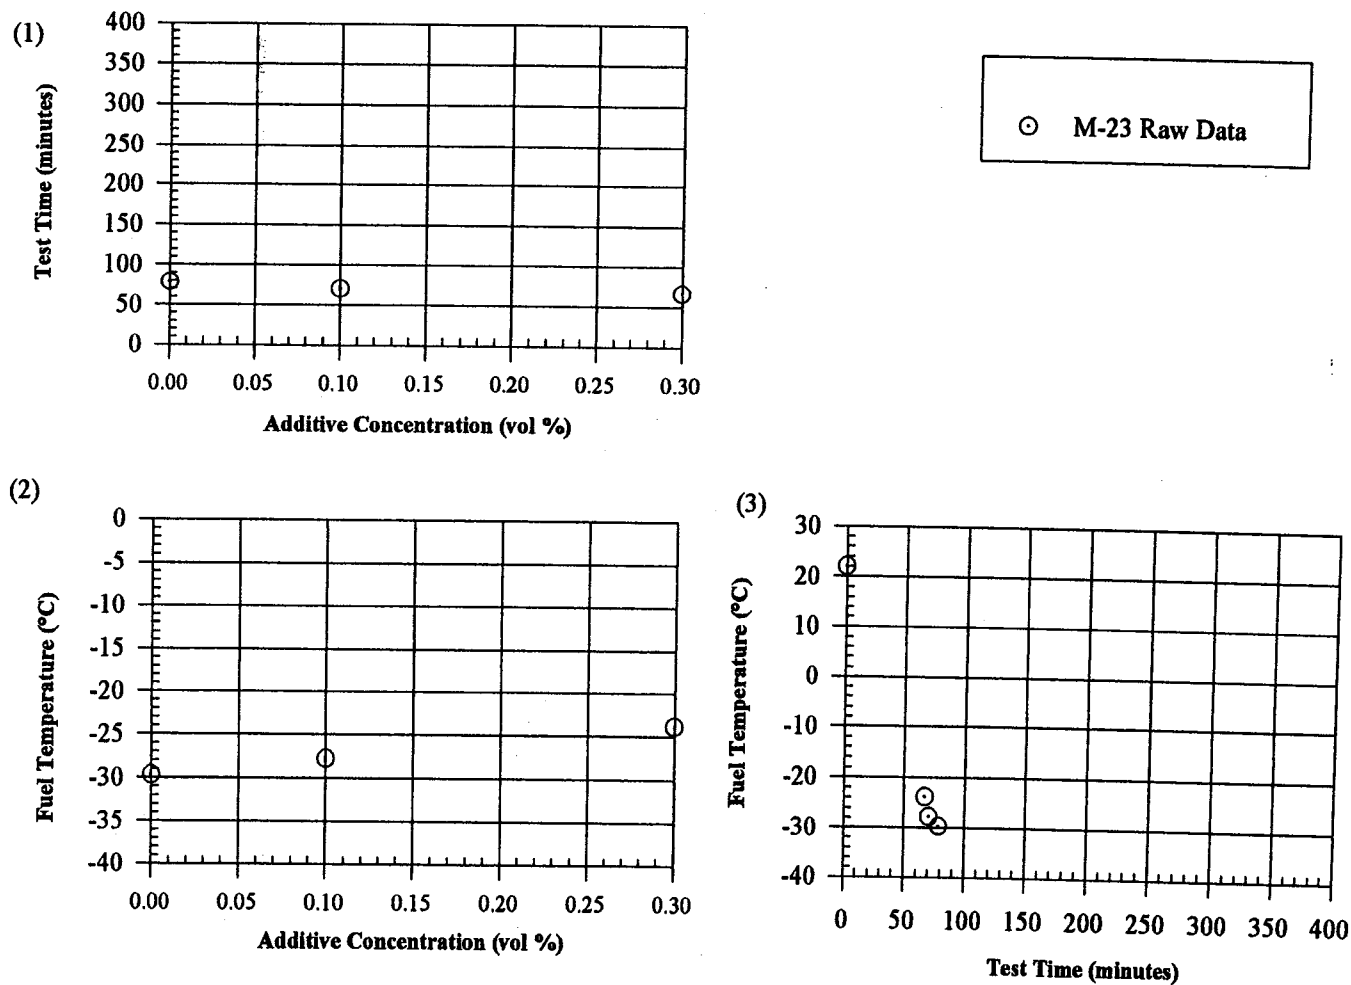 (1)
400
350
300
250
200
150
100
50
0
Test Time (minutes)
0.00 0.05 0.10 0.15 0.20 0.25 0.30
Additive Concentration (vol %)
M-23 Raw Data
(2)
0
-5
-10
-15
-20
-25
-30
-35
-40
Fuel Temperature (°C)
0.00 0.05 0.10 0.15 0.20 0.25 0.30
Additive Concentration (vol %)
(3)
30
20
10
0
-10
-20
-30
-40
Fuel Temperature (°C)
0 50 100 150 200 250 300 350 400
Test Time (minutes)